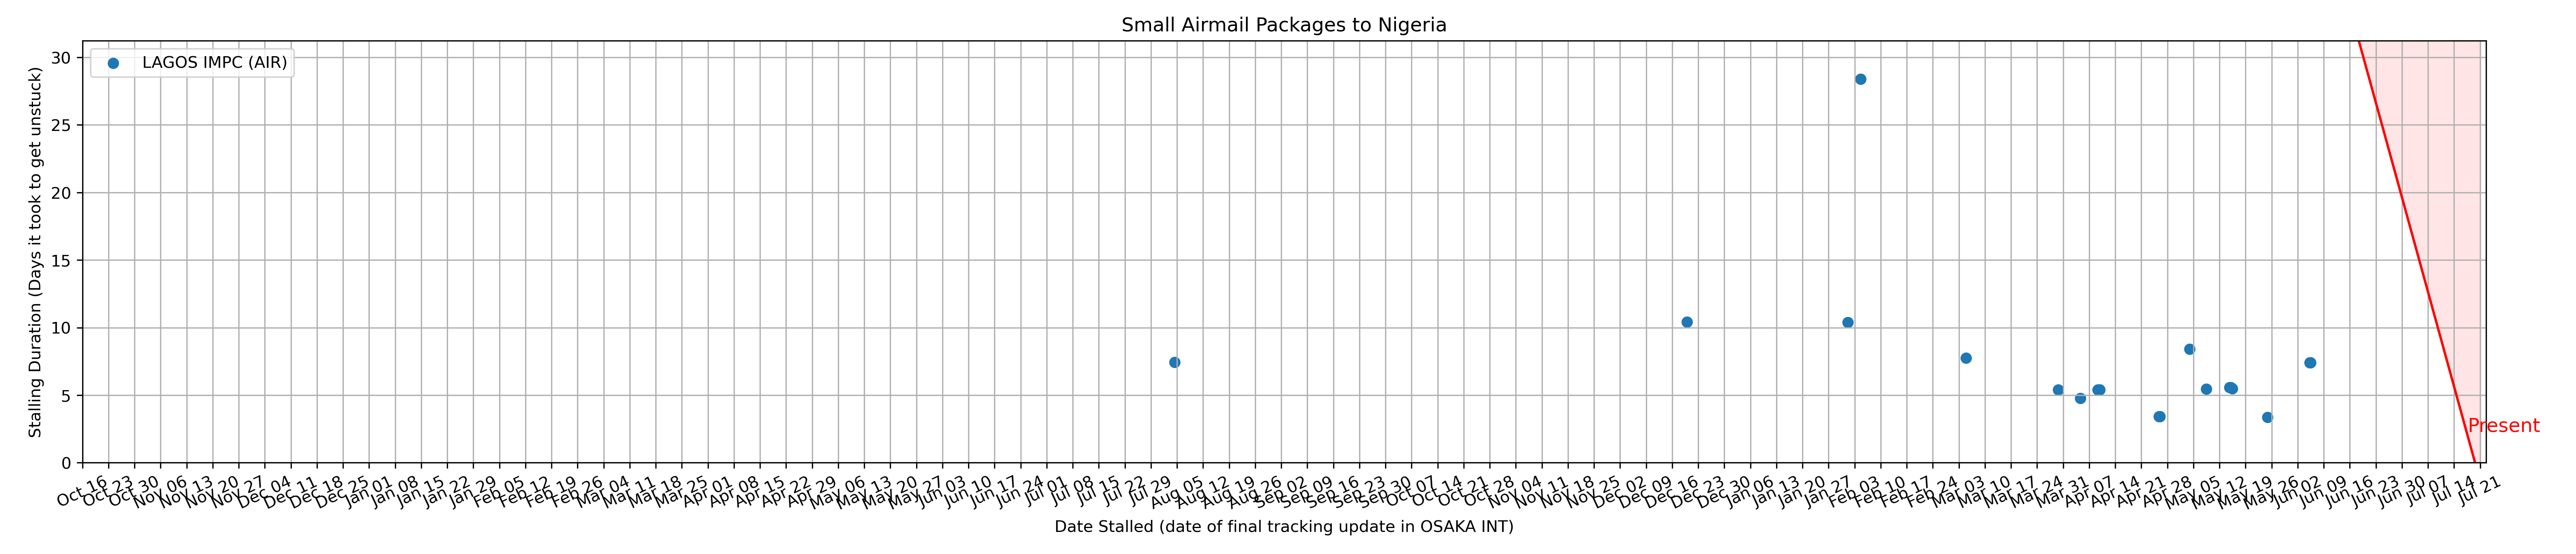 Small Airmail Packages to Nigeria
LAGOS IMPC (AIR)
Stalling Duration (Days it took to get unstuck)
30
25
20
15
10
5
0
Present
Oct 16 Oct 23 Oct 30 Nov 06 Nov 13 Nov 20 Nov 27 Dec 04 Dec 11 Dec 18 Dec 25 Jan 01 Jan 08 Jan 15 Jan 22 Jan 29 Feb 05 Feb 12 Feb 19 Feb 26 Mar 04 Mar 11 Mar 18 Mar 25 Apr 01 Apr 08 Apr 15 Apr 22 Apr 29 May 06 May 13 May 20 May 27 Jun 03 Jun 10 Jun 17 Jun 24 Jul 01 Jul 08 Jul 15 Jul 22 Jul 29 Aug 05 Aug 12 Aug 19 Aug 26 Sep 02 Sep 09 Sep 16 Sep 23 Sep 30 Oct 07 Oct 14 Oct 21 Oct 28 Nov 04 Nov 11 Nov 18 Nov 25 Dec 02 Dec 09 Dec 16 Dec 23 Dec 30 Jan 06 Jan 13 Jan 20 Jan 27 Feb 03 Feb 10 Feb 17 Feb 24 Mar 03 Mar 10 Mar 17 Mar 24 Mar 31 Apr 07 Apr 14 Apr 21 Apr 28 May 05 May 12 May 19 May 26 Jun 02 Jun 09 Jun 16 Jun 23 Jun 30 Jul 07 Jul 14 Jul 21
Date Stalled (date of final tracking update in OSAKA INT)